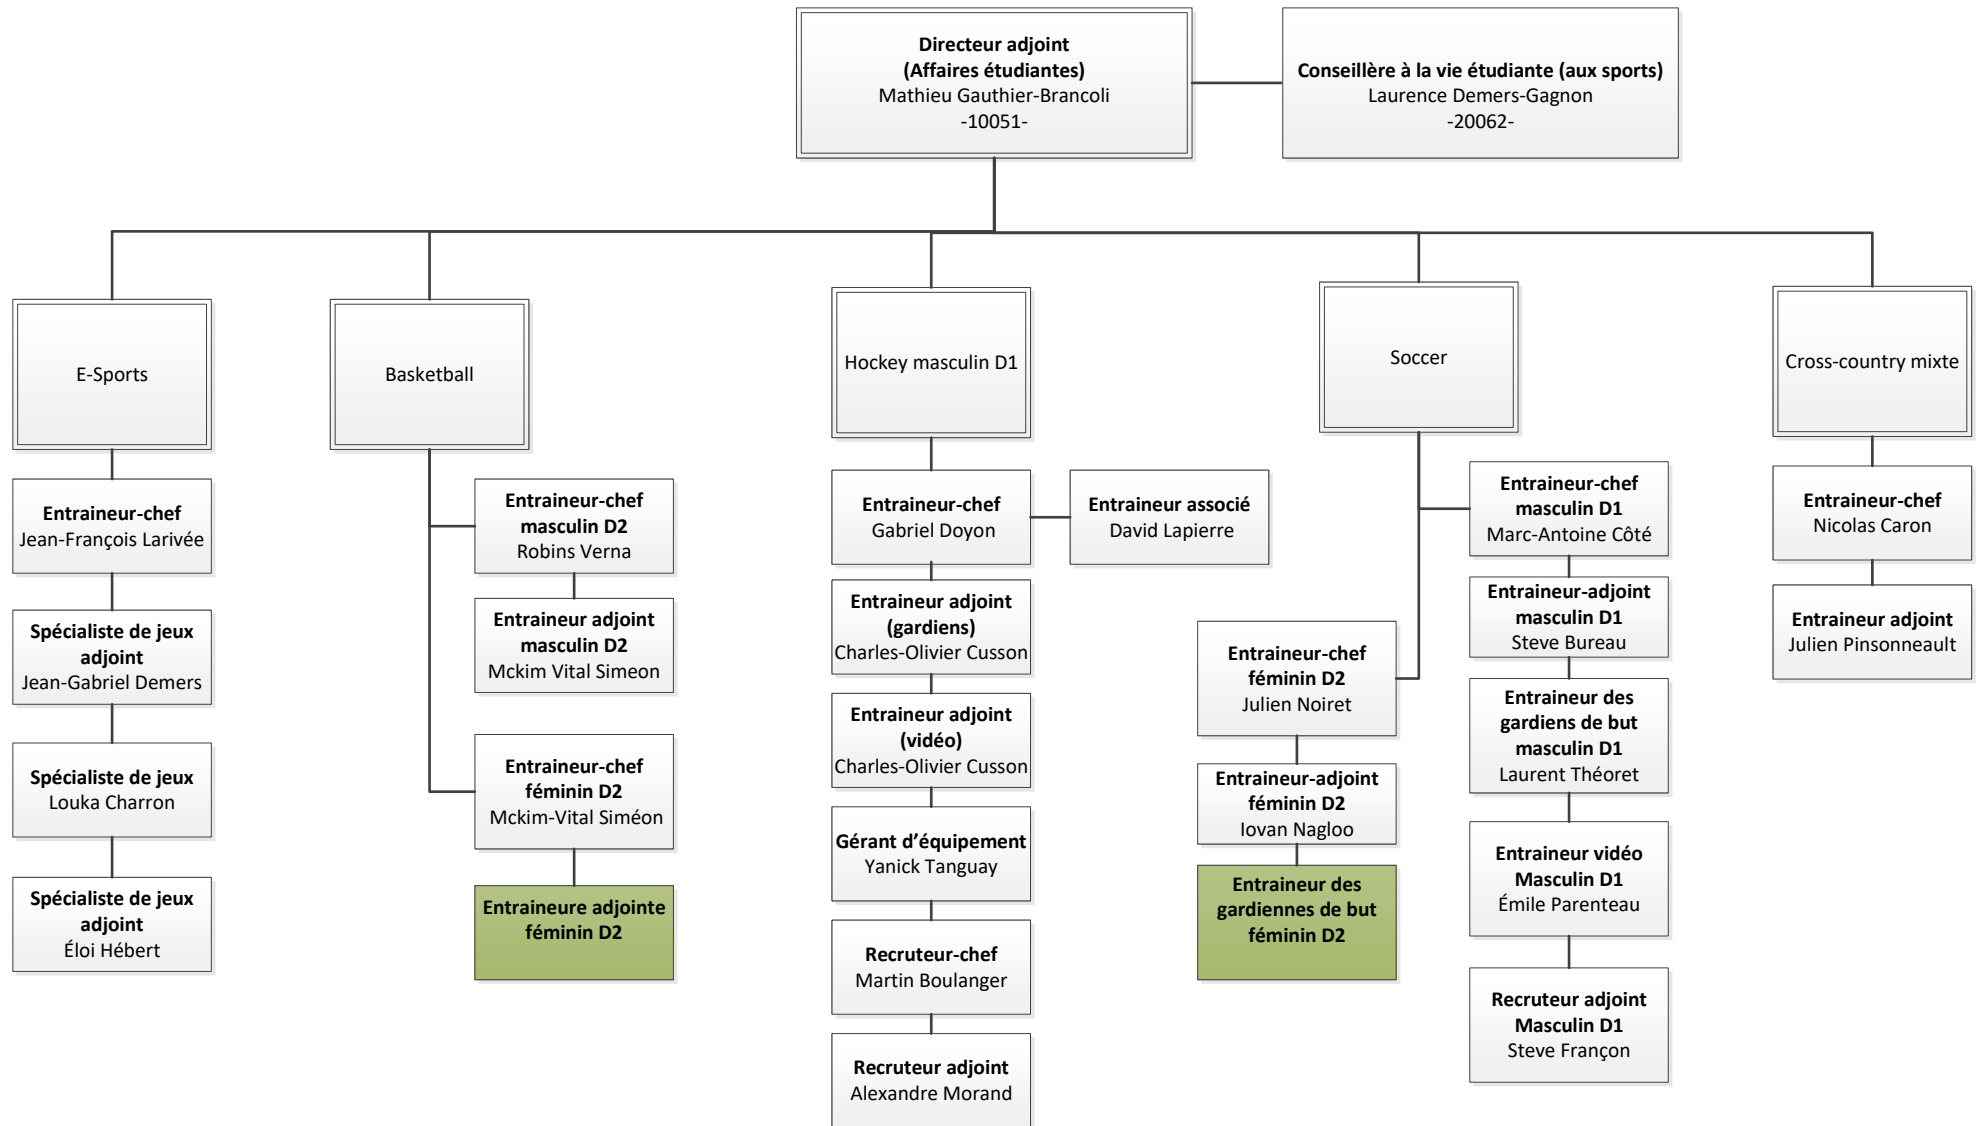 Directeur adjoint
(Affaires étudiantes)
Mathieu Gauthier-Brancoli
-10051-
Conseillère à la vie étudiante (aux sports)
Laurence Demers-Gagnon
-20062-
E-Sports
Entraineur-chef
Jean-François Larivée
Spécialiste de jeux
adjoint
Jean-Gabriel Demers
Spécialiste de jeux
Louka Charron
Spécialiste de jeux
adjoint
Éloi Hébert
Basketball
Entraineur-chef
masculin D2
Robins Verna
Entraineur adjoint
masculin D2
Mckim Vital Simeon
Entraineur-chef
féminin D2
Mckim-Vital Siméon
Entraineure adjointe
féminin D2
Hockey masculin D1
Entraineur-chef
Gabriel Doyon
Entraineur associé
David Lapierre
Entraineur adjoint
(gardiens)
Charles-Olivier Cusson
Entraineur adjoint
(vidéo)
Charles-Olivier Cusson
Gérant d’équipement
Yanick Tanguay
Recruteur-chef
Martin Boulanger
Recruteur adjoint
Alexandre Morand
Soccer
Entraineur-chef
féminin D2
Julien Noiret
Entraineur-adjoint
féminin D2
Iovan Nagloo
Entraineur des
gardiennes de but
féminin D2
Entraineur-chef
masculin D1
Marc-Antoine Côté
Entraineur-adjoint
masculin D1
Steve Bureau
Entraineur des
gardiens de but
masculin D1
Laurent Théoret
Entraineur vidéo
Masculin D1
Émile Parenteau
Recruteur adjoint
Masculin D1
Steve Françon
Cross-country mixte
Entraineur-chef
Nicolas Caron
Entraineur adjoint
Julien Pinsonneault